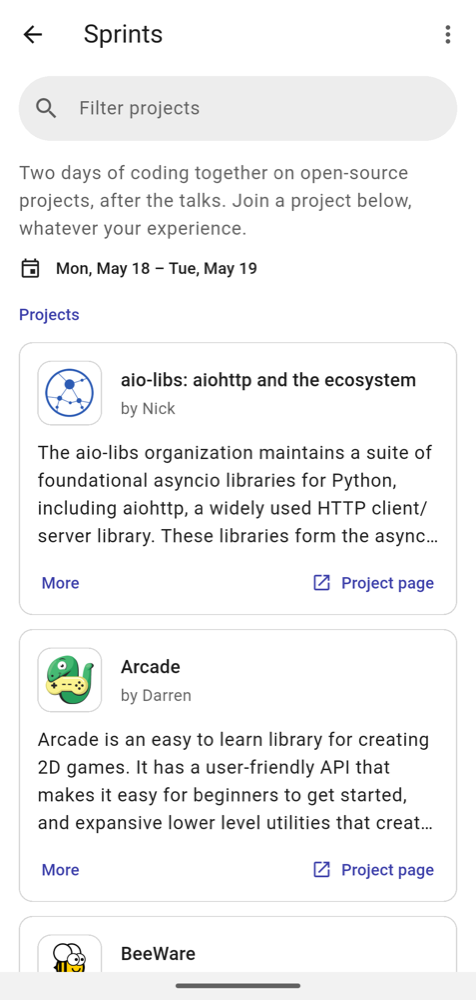 Sprints
Filter projects
Two days of coding together on open-source
projects, after the talks. Join a project below,
whatever your experience.
Mon, May 18 – Tue, May 19
Projects
aio-libs: aiohttp and the ecosystem
by Nick
The aio-libs organization maintains a suite of
foundational asyncio libraries for Python,
including aiohttp, a widely used HTTP client/
server library. These libraries form the async…
More
Project page
Arcade
by Darren
Arcade is an easy to learn library for creating
2D games. It has a user-friendly API that
makes it easy for beginners to get started,
and expansive lower level utilities that creat…
More
Project page
BeeWare